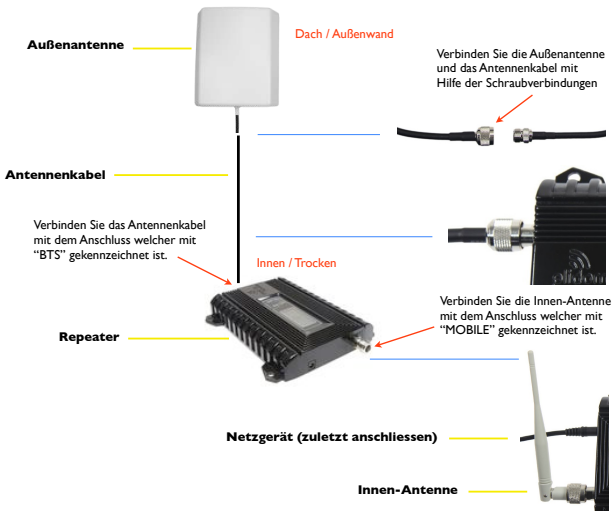 Außenantenne
Dach / Außenwand
Verbinden Sie die Außenantenne
und das Antennenkabel mit
Hilfe der Schraubverbindungen
Antennenkabel
Verbinden Sie das Antennenkabel
mit dem Anschluss welcher mit
“BTS” gekennzeichnet ist.
Innen / Trocken
Verbinden Sie die Innen-Antenne
mit dem Anschluss welcher mit
“MOBILE” gekennzeichnet ist.
Repeater
Netzgerät (zuletzt anschliessen)
Innen-Antenne